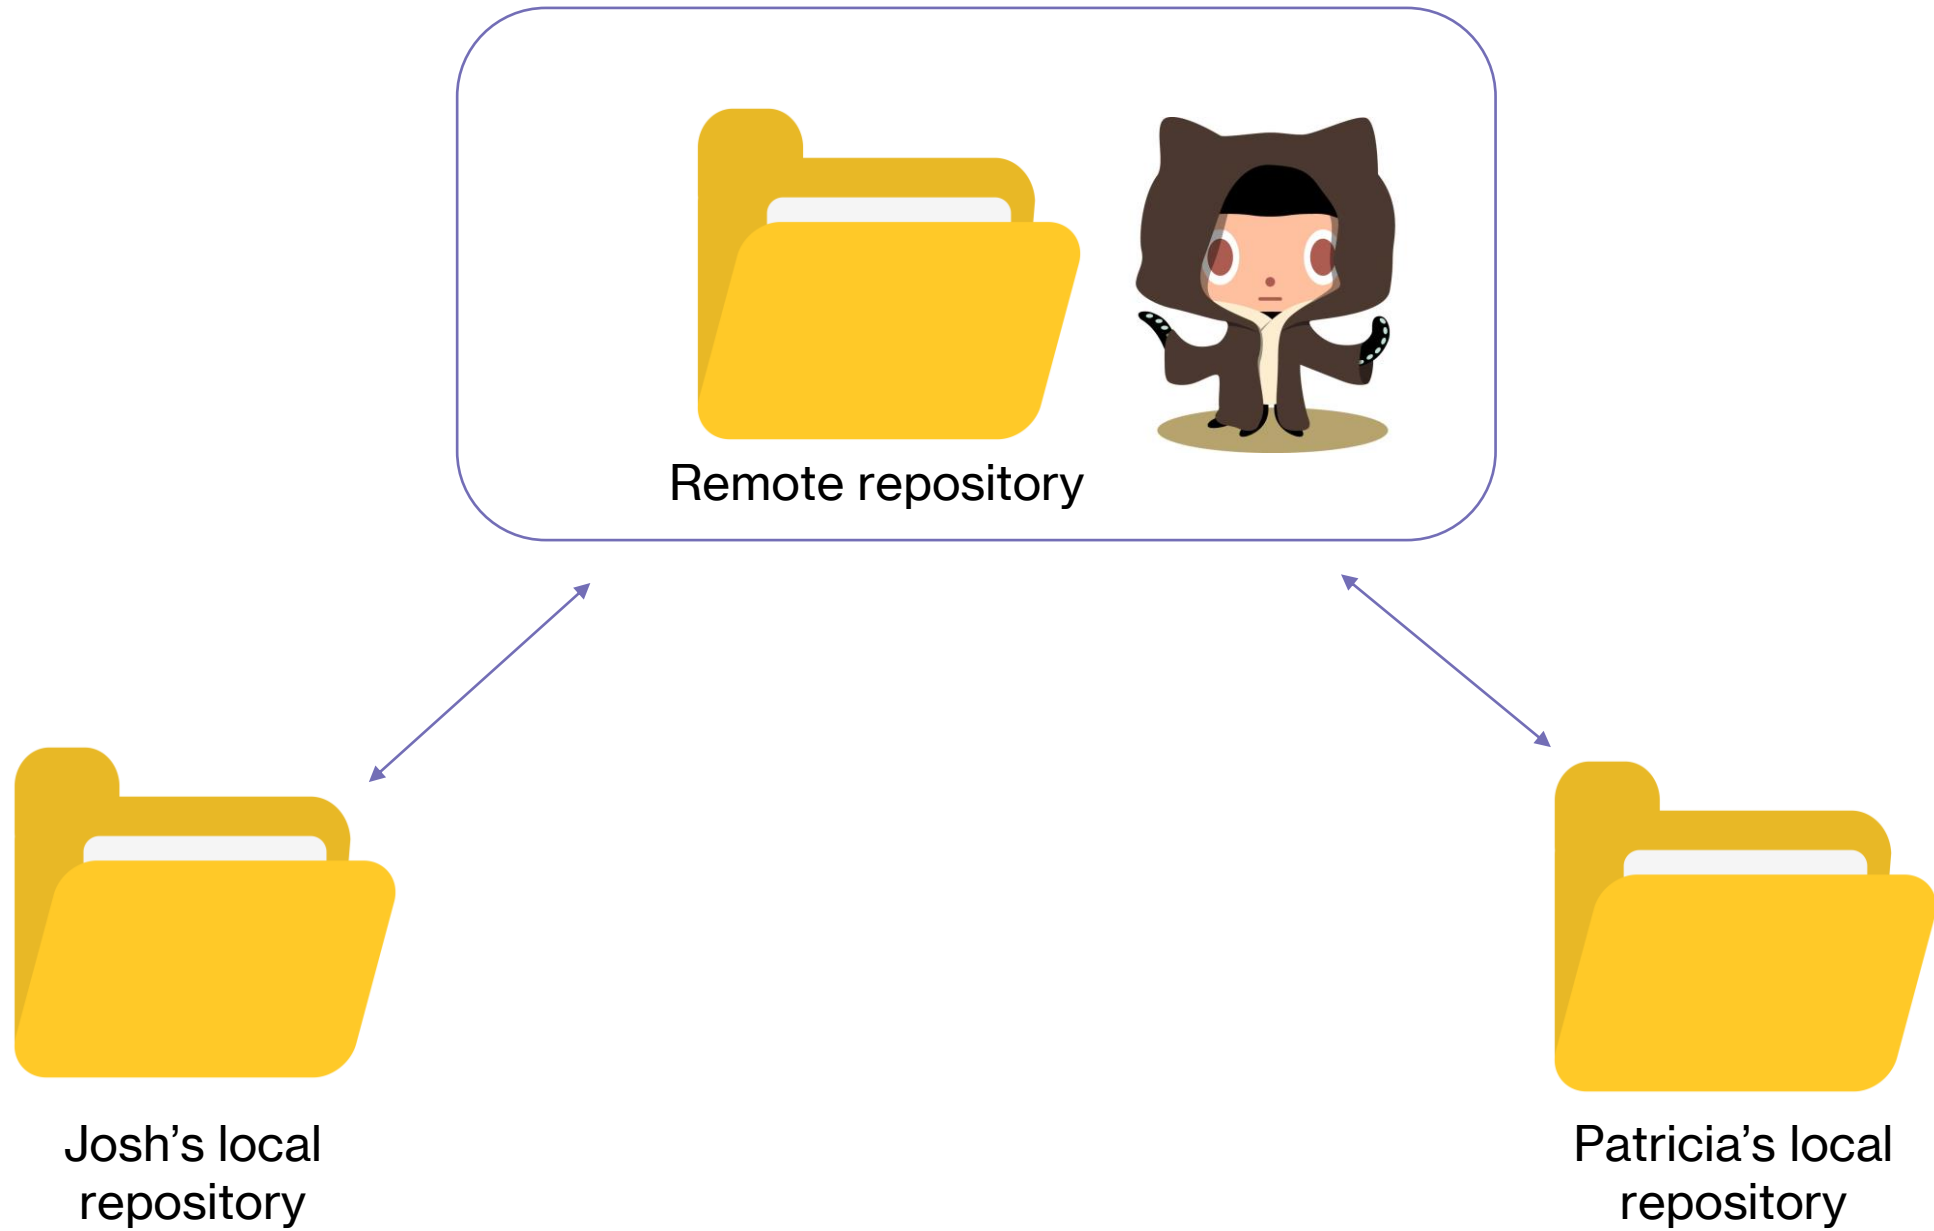 Remote repository
Josh’s local
repository
Patricia’s local
repository